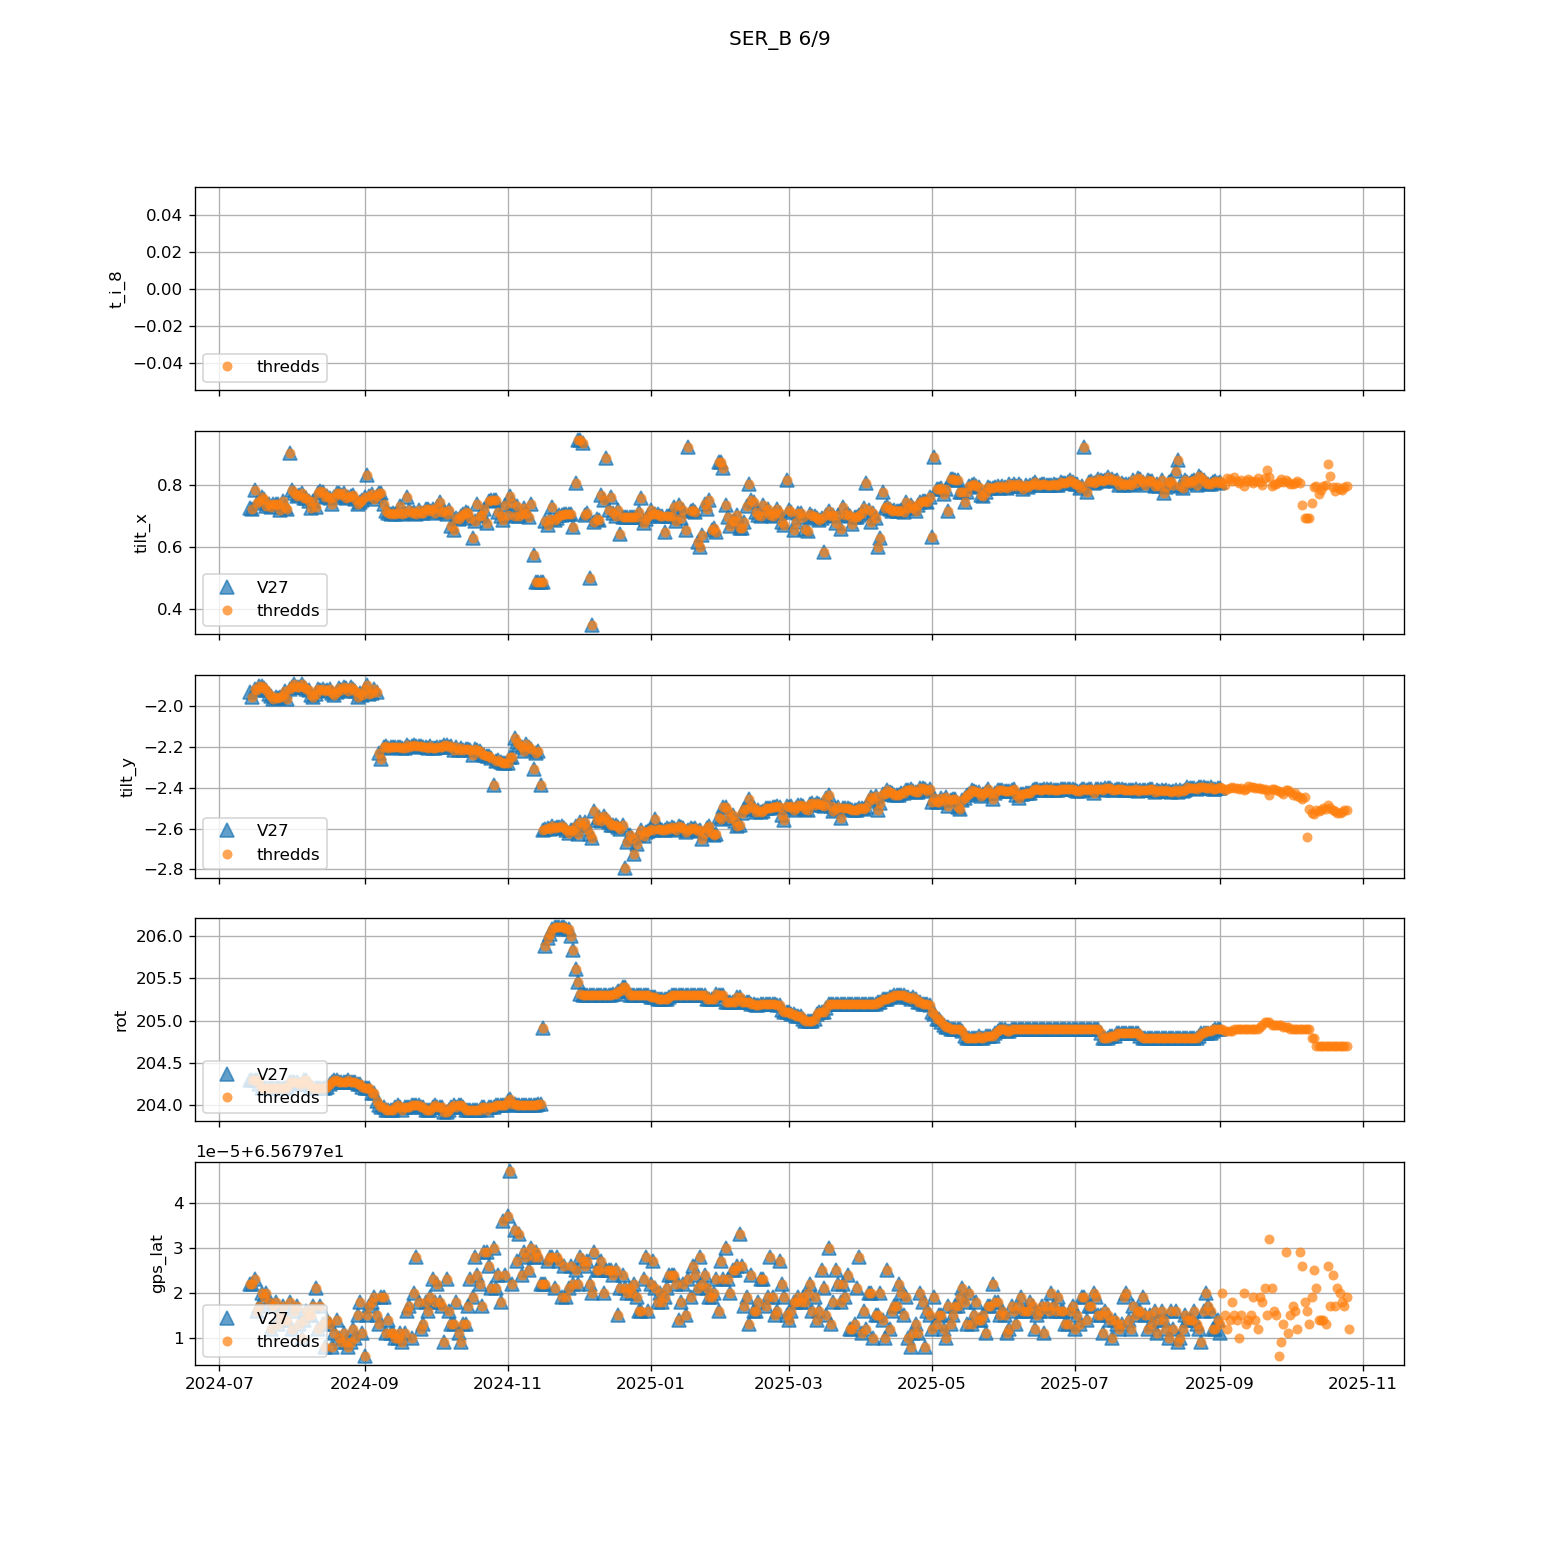 SER_B 6/9
0.04
0.02
0.00
−0.02
−0.04
t_i_8
thredds
0.8
0.6
0.4
tilt_x
V27
thredds
−2.0
−2.2
−2.4
−2.6
−2.8
tilt_y
V27
thredds
206.0
205.5
205.0
204.5
204.0
rot
V27
thredds
1e−5+6.56797e1
4
3
2
1
gps_lat
V27
thredds
2024-07
2024-09
2024-11
2025-01
2025-03
2025-05
2025-07
2025-09
2025-11